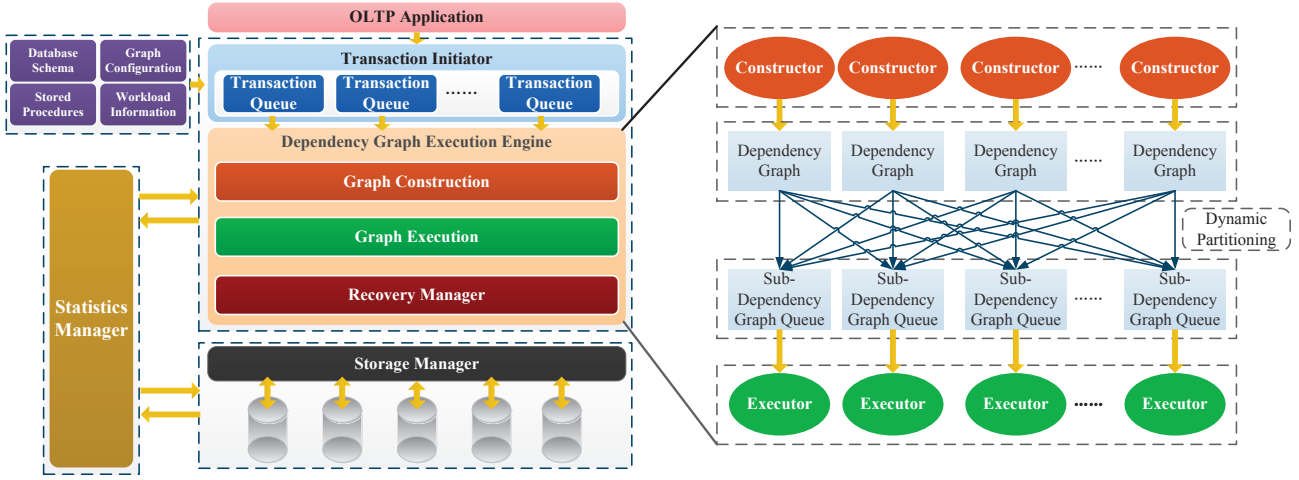 OLTP Application
Database
Schema
Graph
Configuration
Stored
Procedures
Workload
Information
Transaction Initiator
Transaction
Queue
Transaction
Queue
......
Transaction
Queue
Dependency Graph Execution Engine
Graph Construction
Graph Execution
Recovery Manager
Statistics
Manager
Storage Manager
Constructor
Constructor
Constructor
......
Constructor
Dependency
Graph
Dependency
Graph
Dependency
Graph
......
Dependency
Graph
Dynamic
Partitioning
Sub-
Dependency
Graph Queue
Sub-
Dependency
Graph Queue
Sub-
Dependency
Graph Queue
......
Sub-
Dependency
Graph Queue
Executor
Executor
Executor
......
Executor